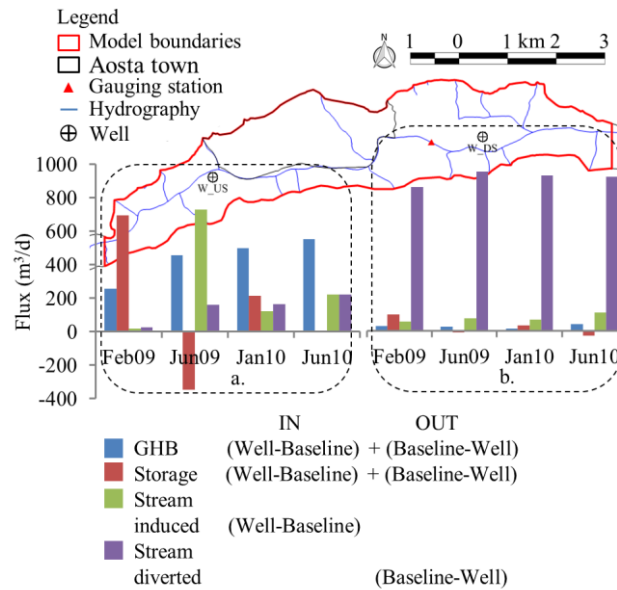 Legend
Model boundaries
Aosta town
Gauging station
Hydrography
Well
1 0 1 km 2 3
N
W_US
W_DS
Flux (m³/d)
1000
800
600
400
200
0
-200
-400
Feb09 Jun09 Jan10 Jun10
a.
Feb09 Jun09 Jan10 Jun10
b.
IN OUT
GHB (Well-Baseline) + (Baseline-Well)
Storage (Well-Baseline) + (Baseline-Well)
Stream
induced (Well-Baseline)
Stream
diverted (Baseline-Well)